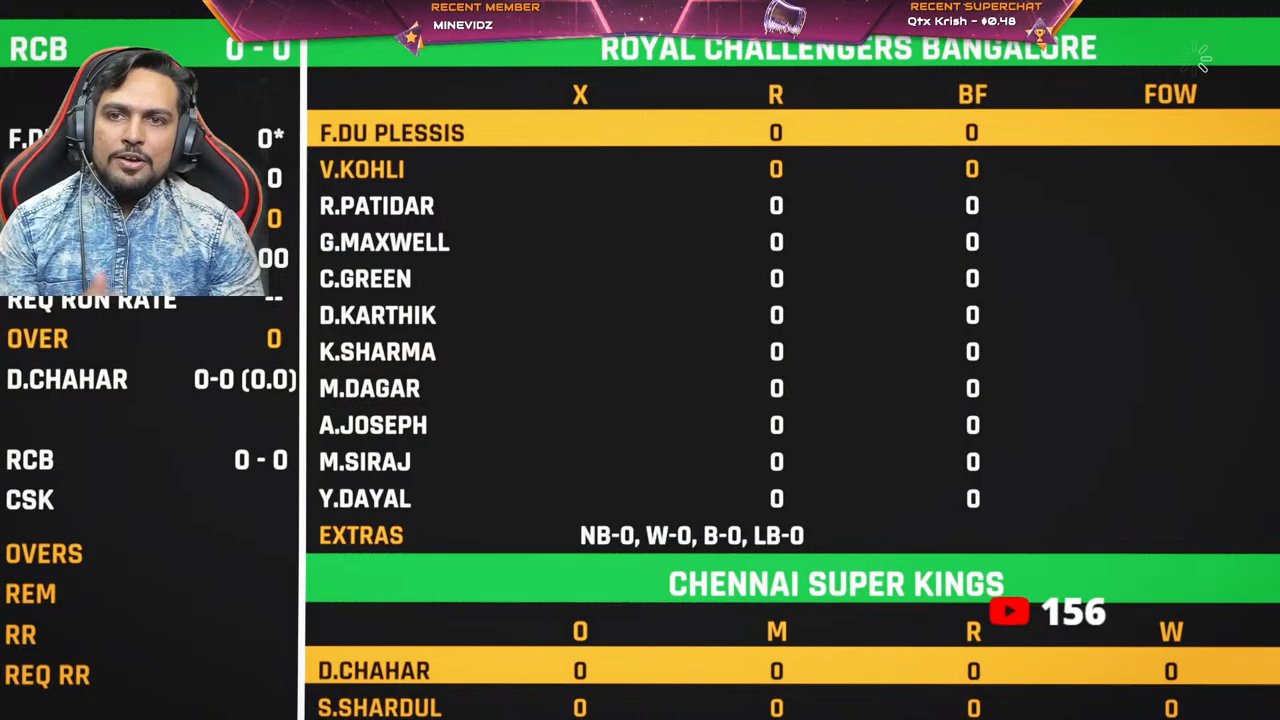 RECENT MEMBER
MINEVIDZ
RECENT SUPERCHAT
Qtx Krish - $0.48
RCB 0 - 0
0*
0
0
00
REQ RUN RATE --
OVER 0
D.CHAHAR 0-0 (0.0)
RCB 0 - 0
CSK
OVERS
REM
RR
REQ RR
ROYAL CHALLENGERS BANGALORE
X R BF FOW
F.DU PLESSIS 0 0
V.KOHLI 0 0
R.PATIDAR 0 0
G.MAXWELL 0 0
C.GREEN 0 0
D.KARTHIK 0 0
K.SHARMA 0 0
M.DAGAR 0 0
A.JOSEPH 0 0
M.SIRAJ 0 0
Y.DAYAL 0 0
EXTRAS NB-0, W-0, B-0, LB-0
CHENNAI SUPER KINGS
156
O M R W
D.CHAHAR 0 0 0 0
S.SHARDUL 0 0 0 0